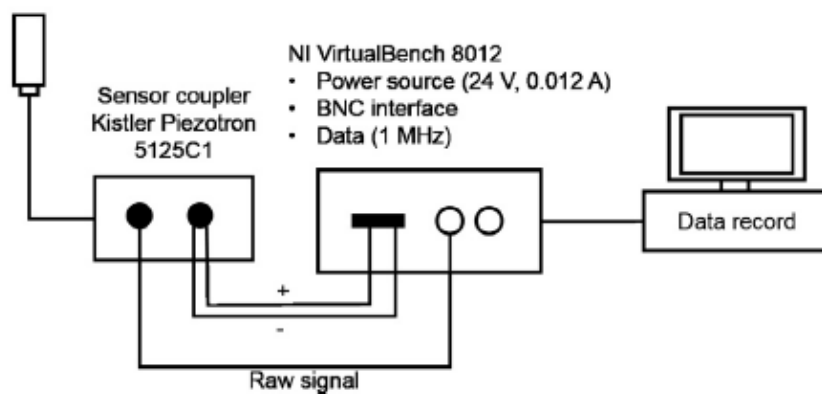 Sensor coupler
Kistler Piezotron
5125C1
NI VirtualBench 8012
• Power source (24 V, 0.012 A)
• BNC interface
• Data (1 MHz)
Data record
+
-
Raw signal